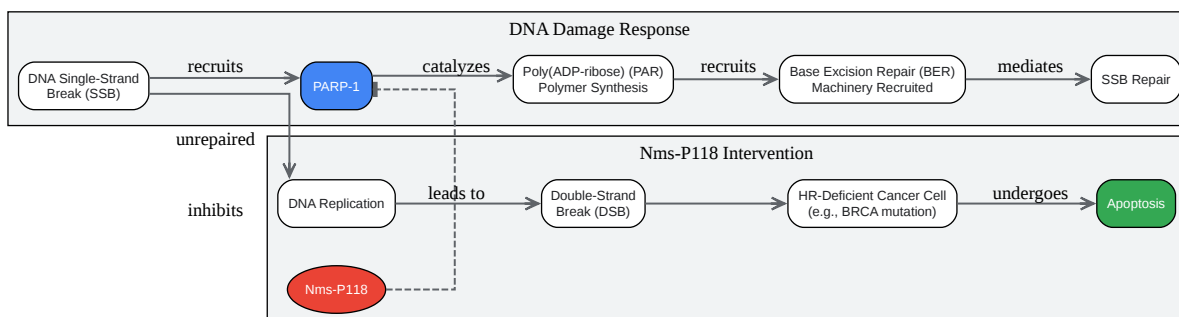 DNA Damage Response
DNA Single-Strand
Break (SSB)
recruits
PARP-1
catalyzes
Poly(ADP-ribose) (PAR)
Polymer Synthesis
recruits
Base Excision Repair (BER)
Machinery Recruited
mediates
SSB Repair
unrepaired
Nms-P118 Intervention
inhibits
DNA Replication
leads to
Double-Strand
Break (DSB)
HR-Deficient Cancer Cell
(e.g., BRCA mutation)
undergoes
Apoptosis
Nms-P118